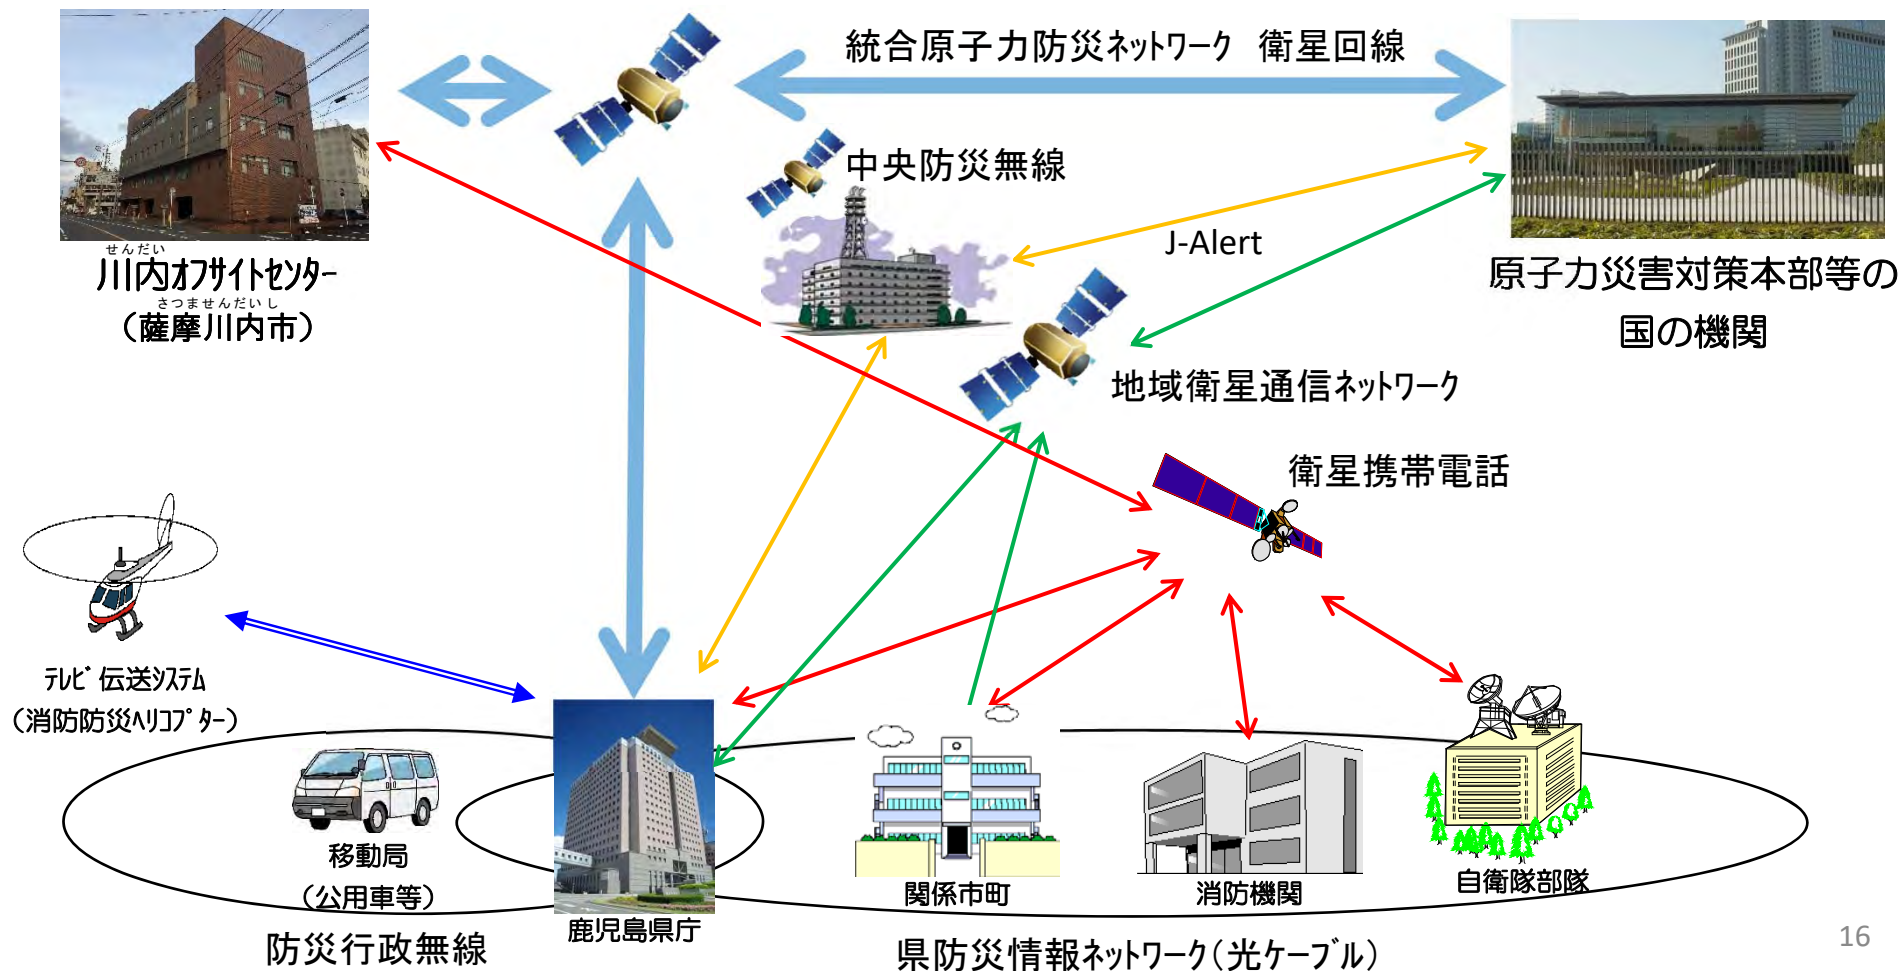 統合原子力防災ネットワーク　衛星回線
中央防災無線
J-Alert
せんだい
川内オフサイトセンター
さつませんだいし
（薩摩川内市）
原子力災害対策本部等の
国の機関
地域衛星通信ネットワーク
衛星携帯電話
テレビ伝送システム
（消防防災ヘリコプター）
移動局
（公用車等）
鹿児島県庁
関係市町
消防機関
自衛隊部隊
防災行政無線
県防災情報ネットワーク（光ケーブル）
16